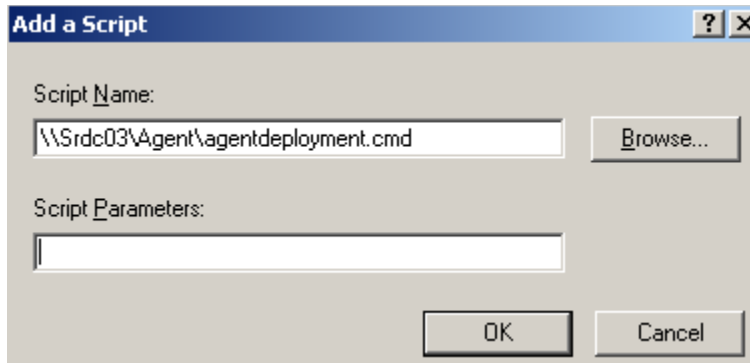 Add a Script
Script Name:
\\Srdc03\Agent\agentdeployment.cmd
Browse...
Script Parameters:
OK
Cancel